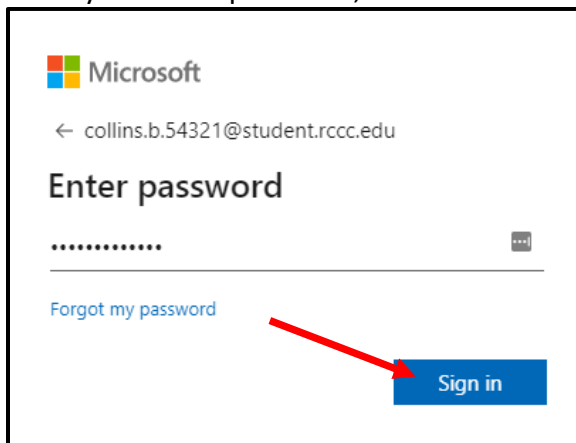 Microsoft
← collins.b.54321@student.rccc.edu
Enter password
•••••••••••••
Forgot my password
Sign in